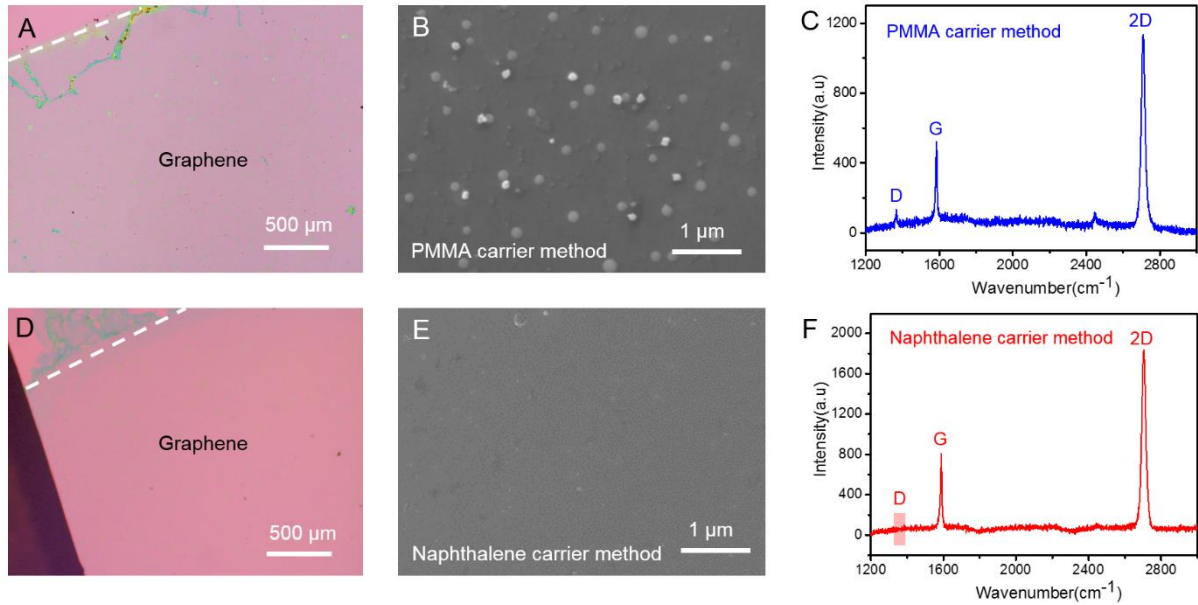 A
Graphene
500 μm
B
PMMA carrier method
1 μm
C
1200
800
400
0
Intensity(a.u)
PMMA carrier method
D
G
2D
1200 1600 2000 2400 2800
Wavenumber(cm⁻¹)
D
Graphene
500 μm
E
Naphthalene carrier method
1 μm
F
2000
1600
1200
800
400
0
Intensity(a.u)
Naphthalene carrier method
D
G
2D
1200 1600 2000 2400 2800
Wavenumber(cm⁻¹)